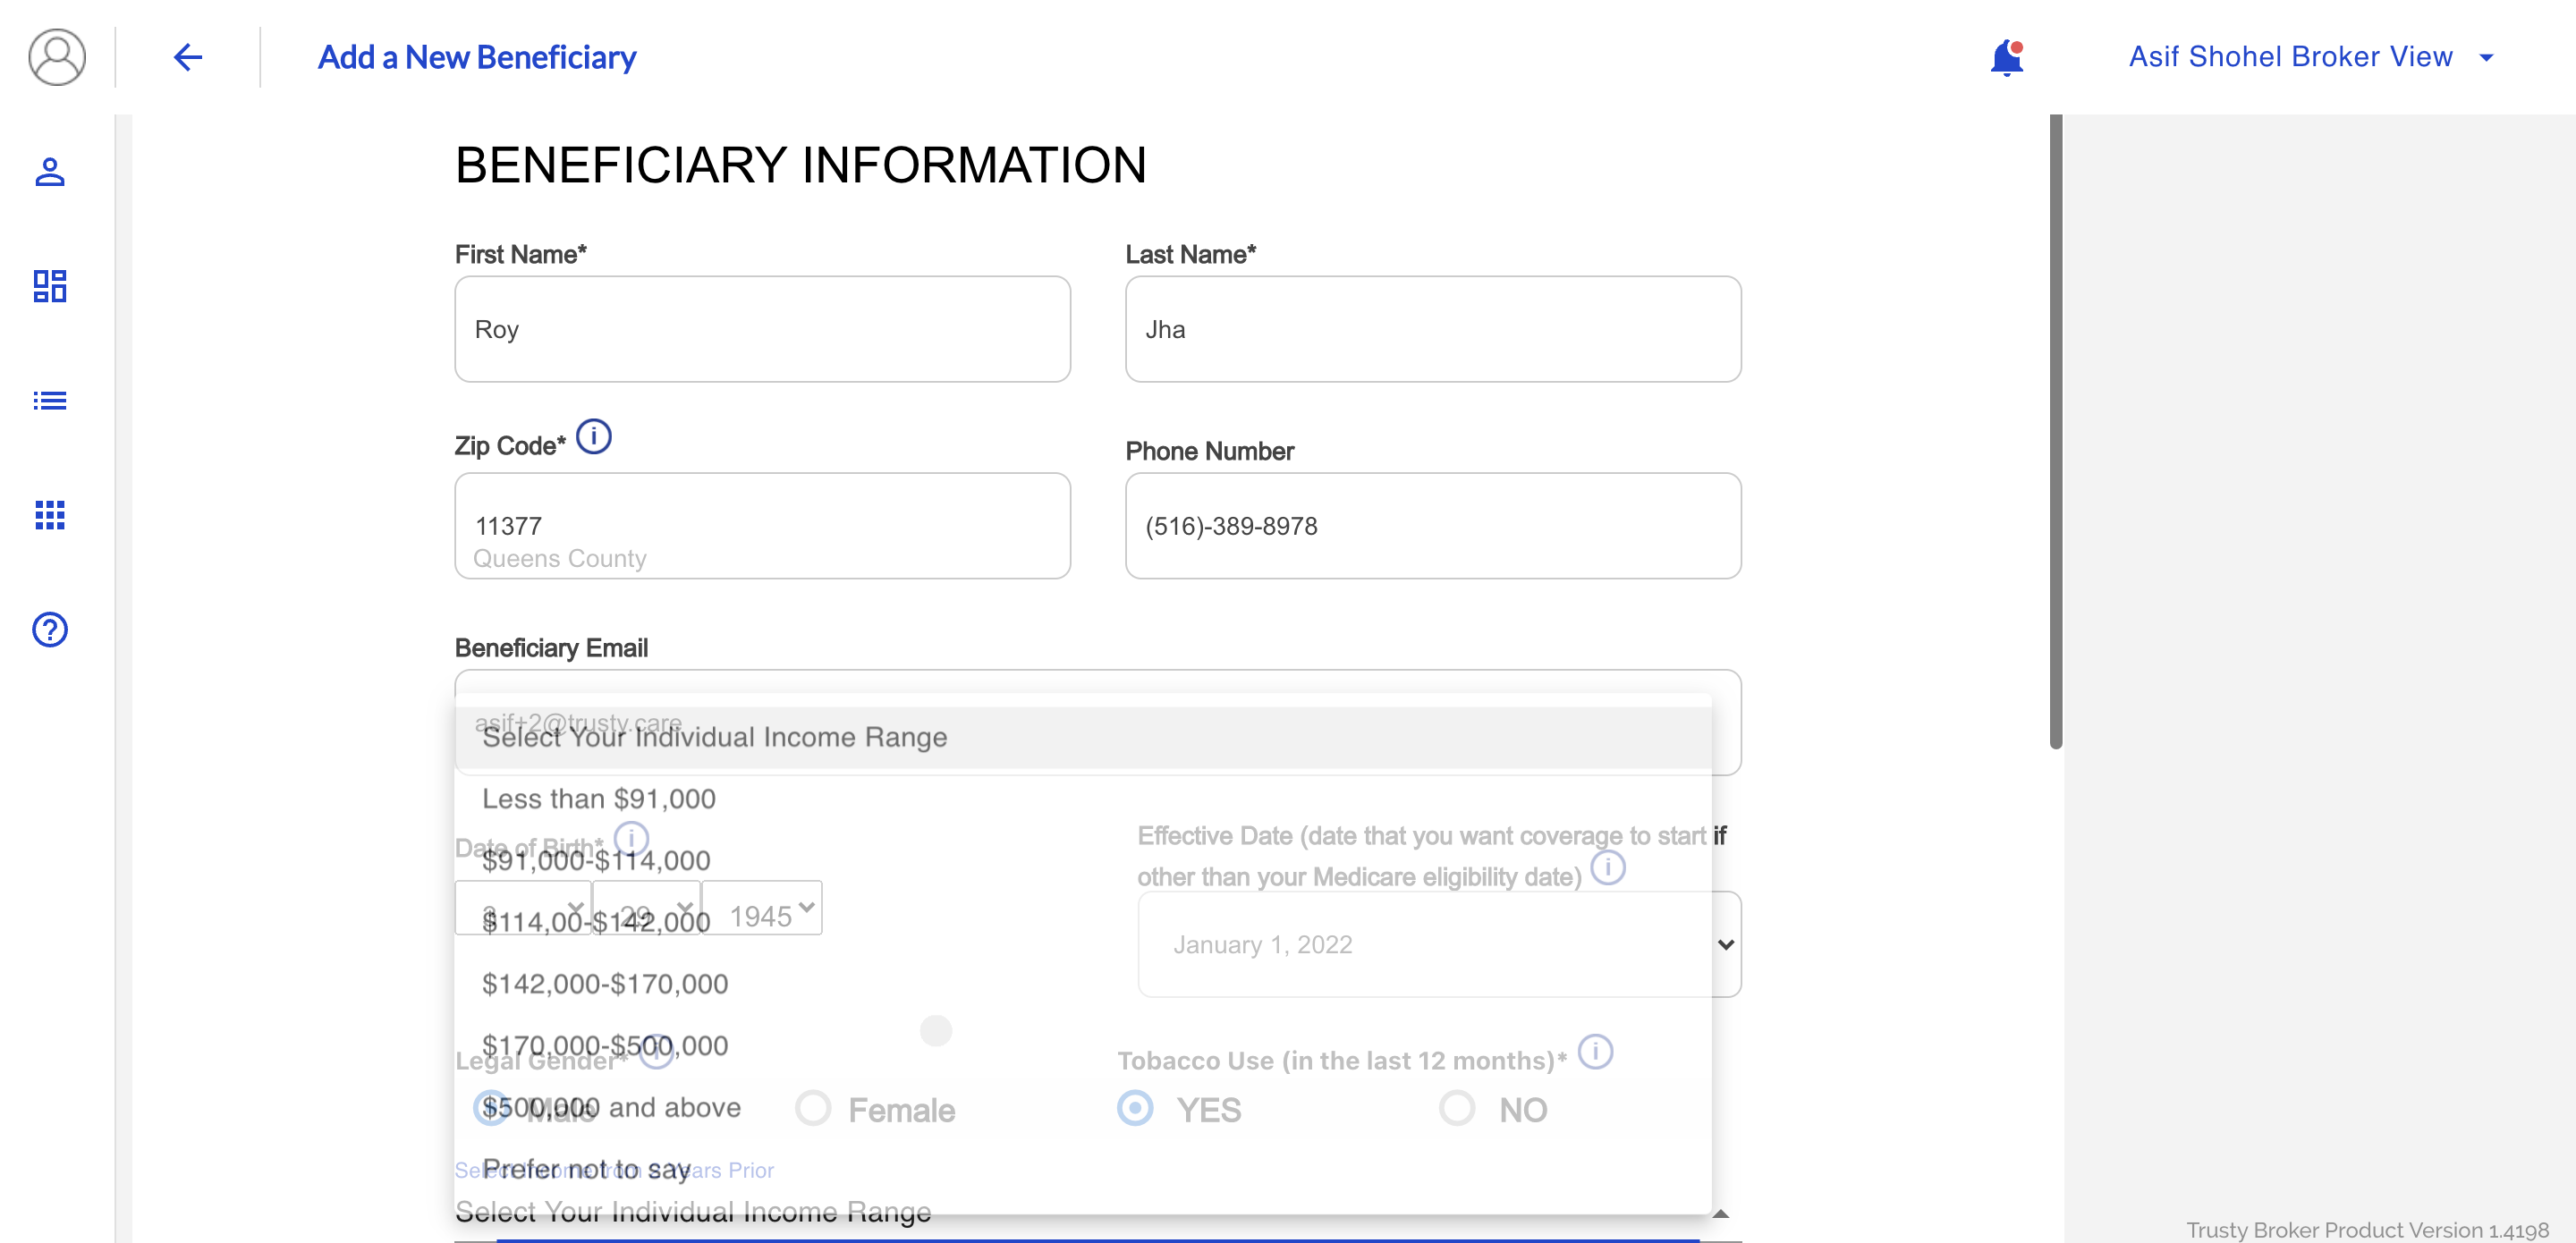 Add a New Beneficiary
Asif Shohel Broker View
BENEFICIARY INFORMATION
First Name*
Last Name*
Roy
Jha
Zip Code*
Phone Number
11377
Queens County
(516)-389-8978
Beneficiary Email
asif+2@trusty.care
Select Your Individual Income Range
Less than $91,000
Date of Birth*
$91,000-$114,000
$114,00-$142,000
$142,000-$170,000
$170,000-$500,000
$500,000 and above
Prefer not to say
29
1945
Effective Date (date that you want coverage to start if
other than your Medicare eligibility date)
January 1, 2022
Legal Gender*
Male
Female
Tobacco Use (in the last 12 months)*
YES
NO
Select Income from 2 Years Prior
Select Your Individual Income Range
Trusty Broker Product Version 1.4198